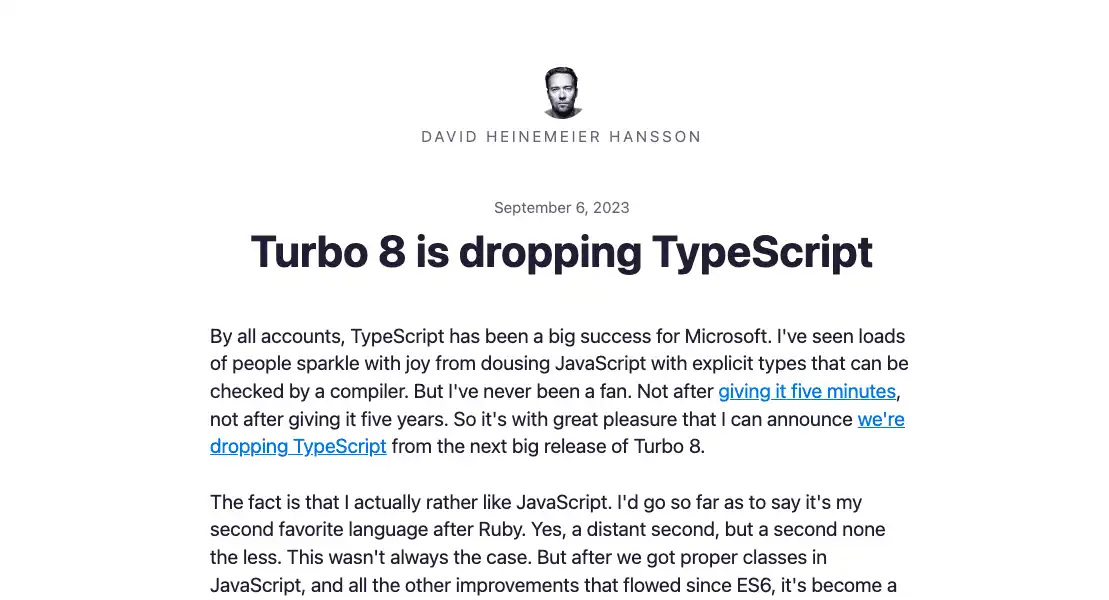 DAVID HEINEMEIER HANSSON
September 6, 2023
Turbo 8 is dropping TypeScript
By all accounts, TypeScript has been a big success for Microsoft. I've seen loads
of people sparkle with joy from dousing JavaScript with explicit types that can be
checked by a compiler. But I've never been a fan. Not after giving it five minutes,
not after giving it five years. So it's with great pleasure that I can announce we're
dropping TypeScript from the next big release of Turbo 8.
The fact is that I actually rather like JavaScript. I'd go so far as to say it's my
second favorite language after Ruby. Yes, a distant second, but a second none
the less. This wasn't always the case. But after we got proper classes in
JavaScript, and all the other improvements that flowed since ES6, it's become a